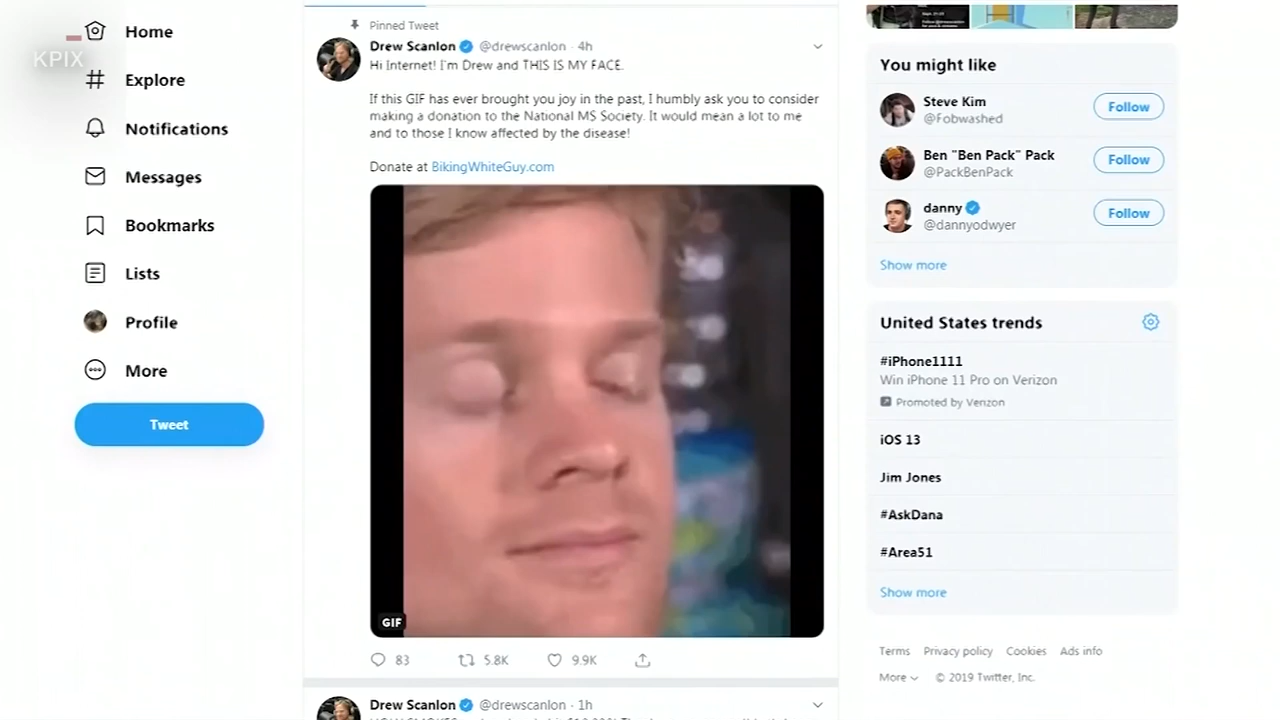 KPIX
Home
Explore
Notifications
Messages
Bookmarks
Lists
Profile
More
Tweet
Pinned Tweet
Drew Scanlon @drewscanlon · 4h
Hi Internet! I'm Drew and THIS IS MY FACE.
If this GIF has ever brought you joy in the past, I humbly ask you to consider
making a donation to the National MS Society. It would mean a lot to me
and to those I know affected by the disease!
Donate at BikingWhiteGuy.com
GIF
83 5.8K 9.9K
Drew Scanlon @drewscanlon · 1h
You might like
Steve Kim
@Fobwashed
Follow
Ben "Ben Pack" Pack
@PackBenPack
Follow
danny
@dannyodwyer
Follow
Show more
United States trends
#iPhone1111
Win iPhone 11 Pro on Verizon
Promoted by Verizon
iOS 13
Jim Jones
#AskDana
#Area51
Show more
Terms Privacy policy Cookies Ads info
More © 2019 Twitter, Inc.